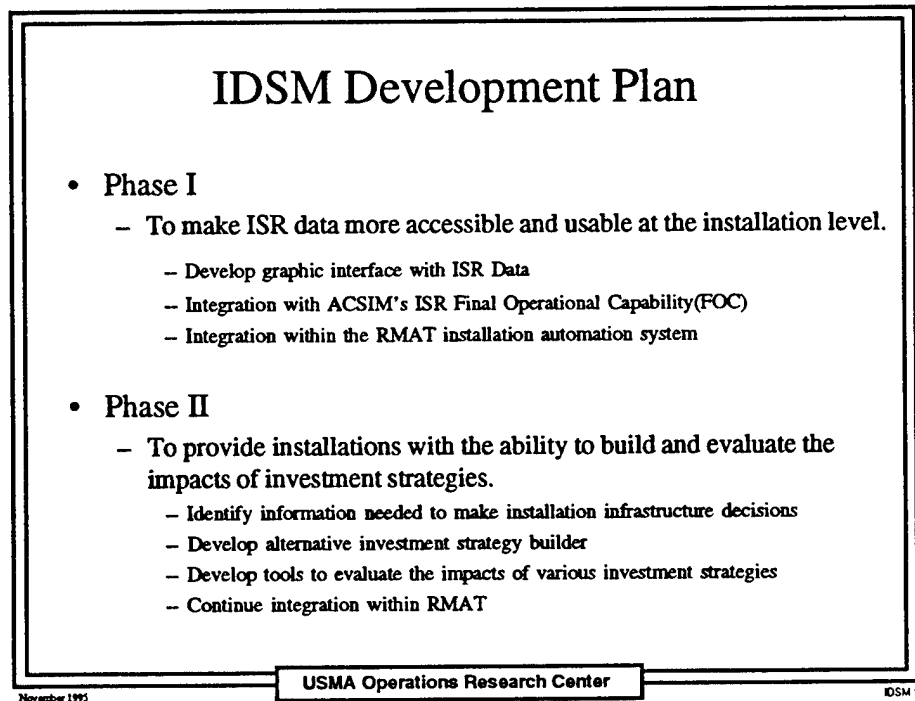 IDSM Development Plan
• Phase I
– To make ISR data more accessible and usable at the installation level.
– Develop graphic interface with ISR Data
– Integration with ACSIM's ISR Final Operational Capability(FOC)
– Integration within the RMAT installation automation system
• Phase II
– To provide installations with the ability to build and evaluate the
impacts of investment strategies.
– Identify information needed to make installation infrastructure decisions
– Develop alternative investment strategy builder
– Develop tools to evaluate the impacts of various investment strategies
– Continue integration within RMAT
USMA Operations Research Center
November 1995
IDSM